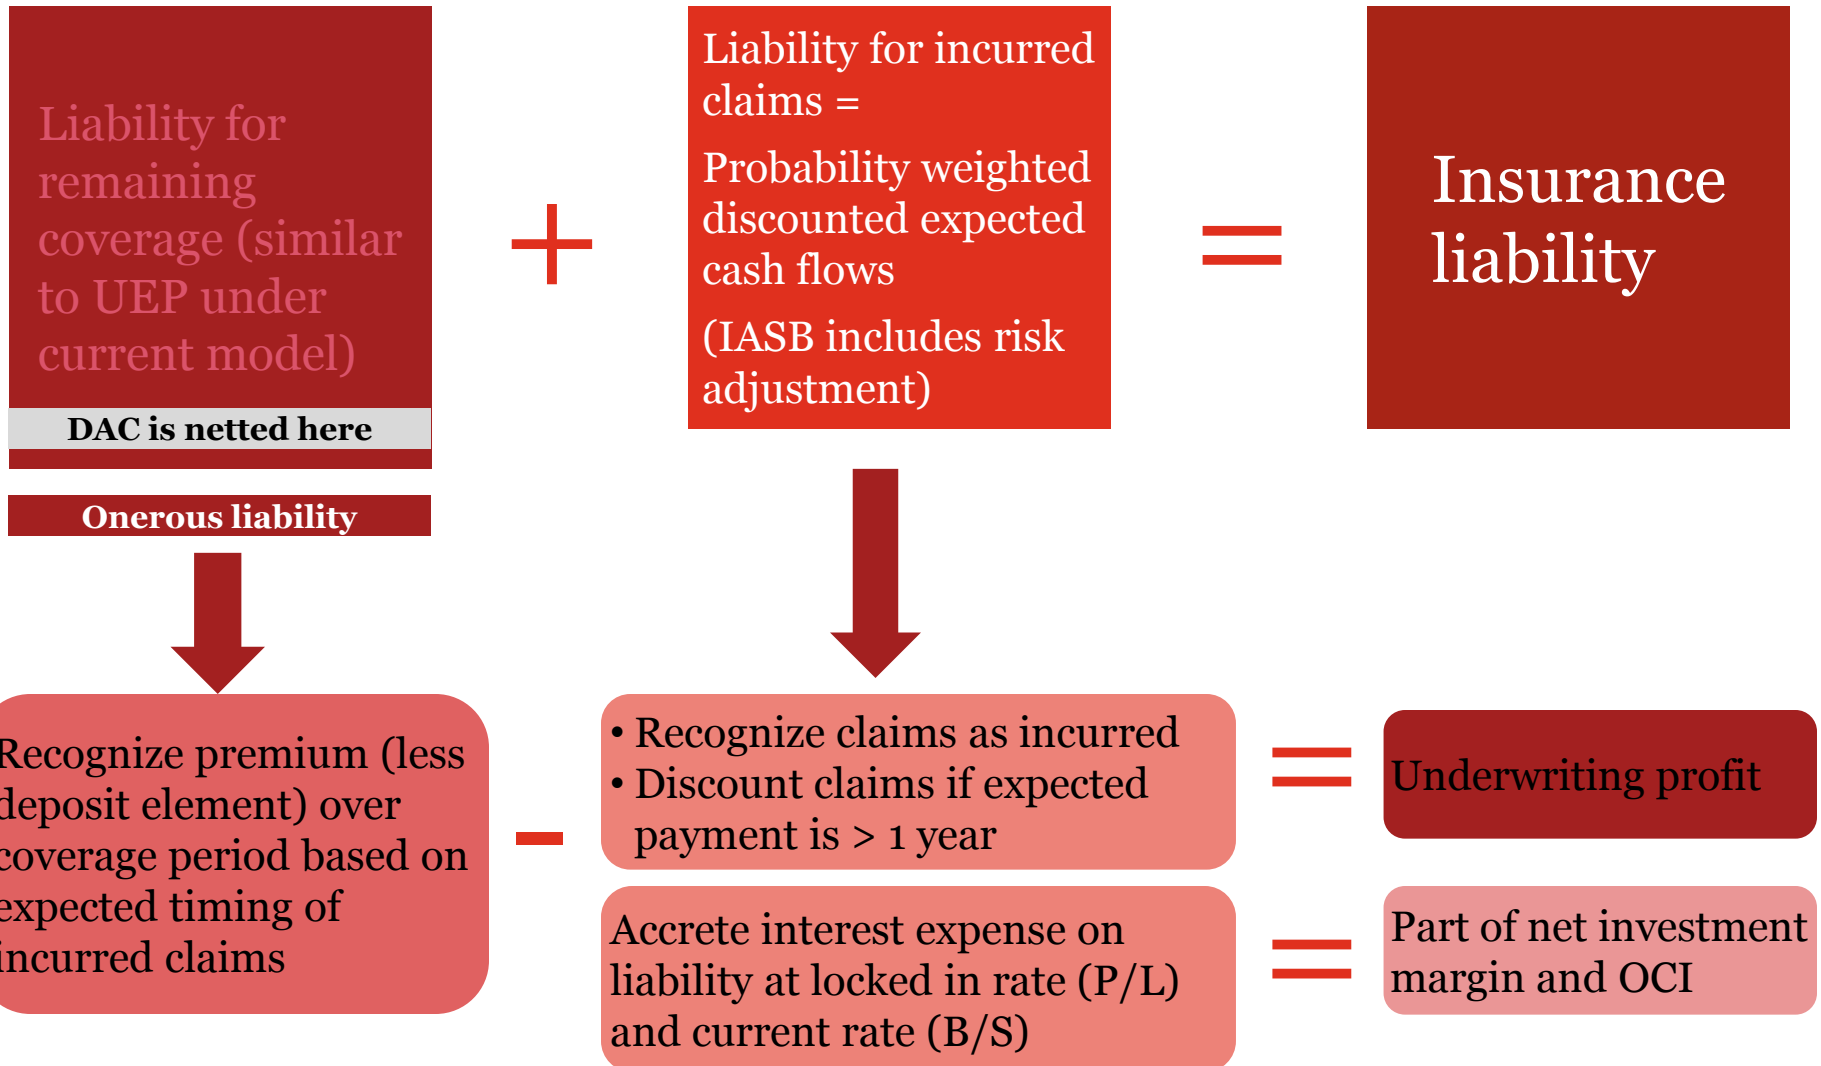 Liability for
remaining
coverage (similar
to UEP under
current model)
DAC is netted here
Onerous liability
+
Liability for incurred
claims =
Probability weighted
discounted expected
cash flows
(IASB includes risk
adjustment)
=
Insurance
liability
Recognize premium (less
deposit element) over
coverage period based on
expected timing of
incurred claims
-
• Recognize claims as incurred
• Discount claims if expected
payment is > 1 year
=
Underwriting profit
Accrete interest expense on
liability at locked in rate (P/L)
and current rate (B/S)
=
Part of net investment
margin and OCI